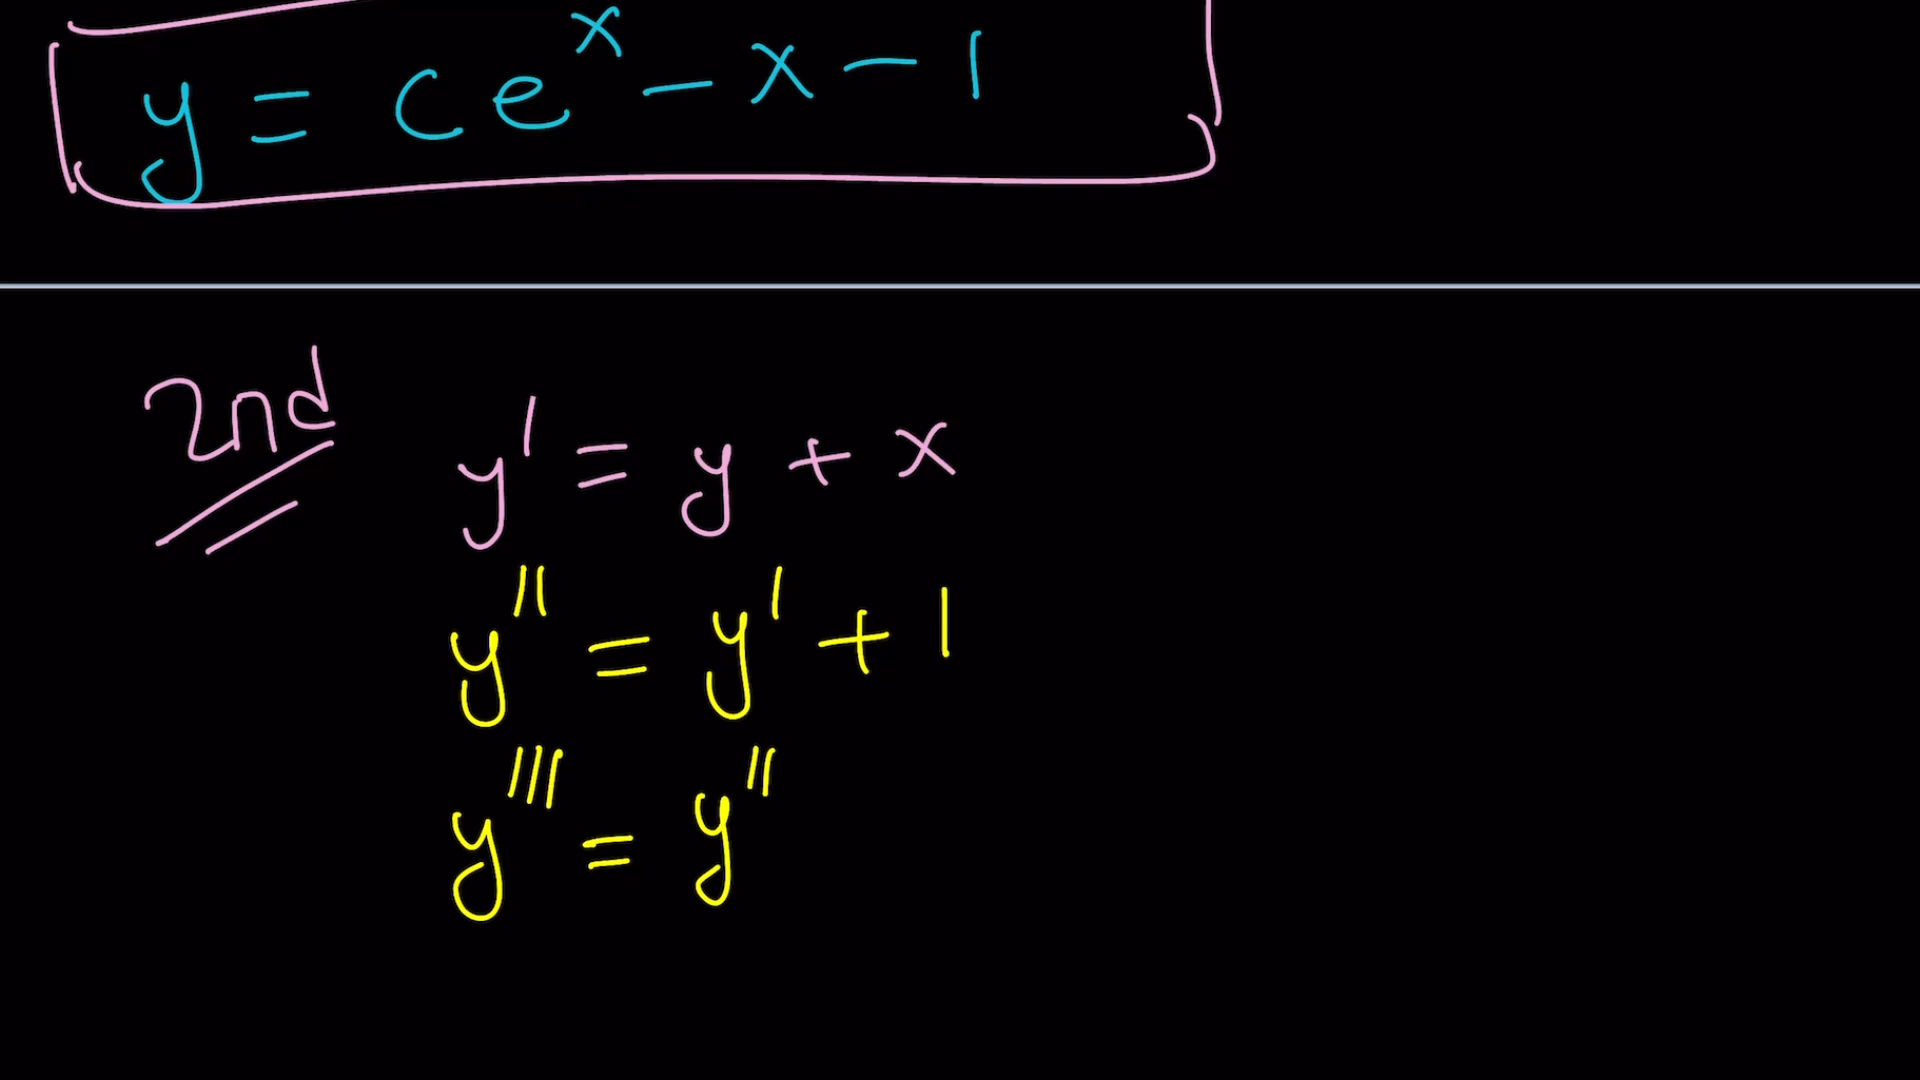 y = ce^x - x - 1
2nd y' = y + x
y'' = y' + 1
y''' = y''